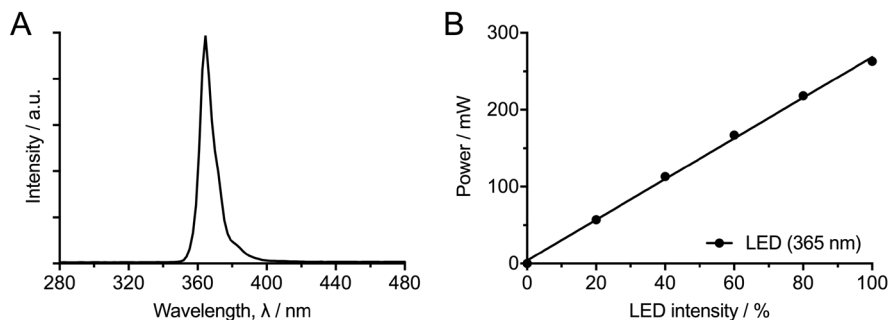 A
Intensity / a.u.
280
320
360
400
440
480
Wavelength, λ / nm
B
Power / mW
300
200
100
0
LED (365 nm)
0
20
40
60
80
100
LED intensity / %